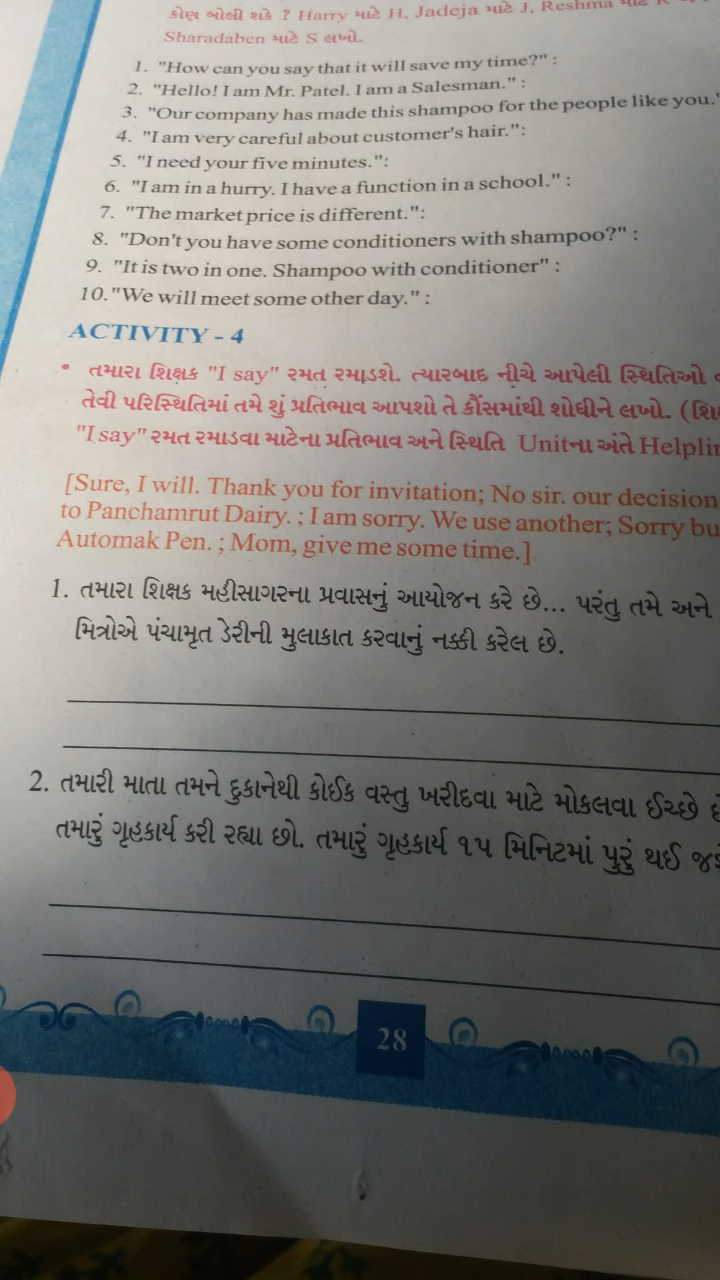 કોણ બોલી શકે ? Harry માટે H, Jadeja માટે J, Reshma માટે
Sharadaben માટે S લખો.
1. "How can you say that it will save my time?" :
2. "Hello! I am Mr. Patel. I am a Salesman." :
3. "Our company has made this shampoo for the people like you."
4. "I am very careful about customer's hair.":
5. "I need your five minutes.":
6. "I am in a hurry. I have a function in a school." :
7. "The market price is different.":
8. "Don't you have some conditioners with shampoo?" :
9. "It is two in one. Shampoo with conditioner" :
10. "We will meet some other day." :
ACTIVITY - 4
• તમારા શિક્ષક "I say" રમત રમાડશે. ત્યારબાદ નીચે આપેલી સ્થિતિઓ
તેવી પરિસ્થિતિમાં તમે શું પ્રતિભાવ આપશો તે કૌંસમાંથી શોધીને લખો.
"I say" રમત રમાડવા માટેના પ્રતિભાવ અને સ્થિતિ Unitના અંતે
[Sure, I will. Thank you for invitation; No sir. our decision
to Panchamrut Dairy. ; I am sorry. We use another; Sorry
Automak Pen. ; Mom, give me some time.]
1. તમારા શિક્ષક મહીસાગરના પ્રવાસનું આયોજન કરે છે... પરંતુ તમે અને
મિત્રોએ પંચામૃત ડેરીની મુલાકાત કરવાનું નક્કી કરેલ છે.
2. તમારી માતા તમને દુકાનેથી કોઈક વસ્તુ ખરીદવા માટે મોકલવા ઈચ્છે
તમારું ગૃહકાર્ય કરી રહ્યા છો. તમારું ગૃહકાર્ય ૧૫ મિનિટમાં પુરું થઈ
28